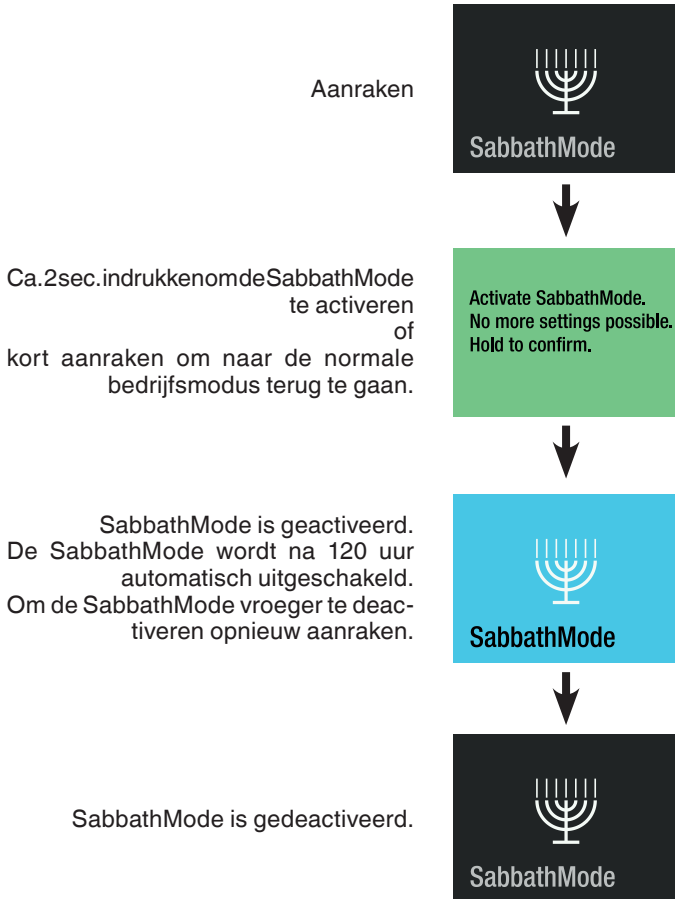 Aanraken
SabbathMode
Ca.2sec.indrukkenomdeSabbathMode
te activeren
of
kort aanraken om naar de normale
bedrijfsmodus terug te gaan.
Activate SabbathMode.
No more settings possible.
Hold to confirm.
SabbathMode is geactiveerd.
De SabbathMode wordt na 120 uur
automatisch uitgeschakeld.
Om de SabbathMode vroeger te deac-
tiveren opnieuw aanraken.
SabbathMode
SabbathMode is gedeactiveerd.
SabbathMode